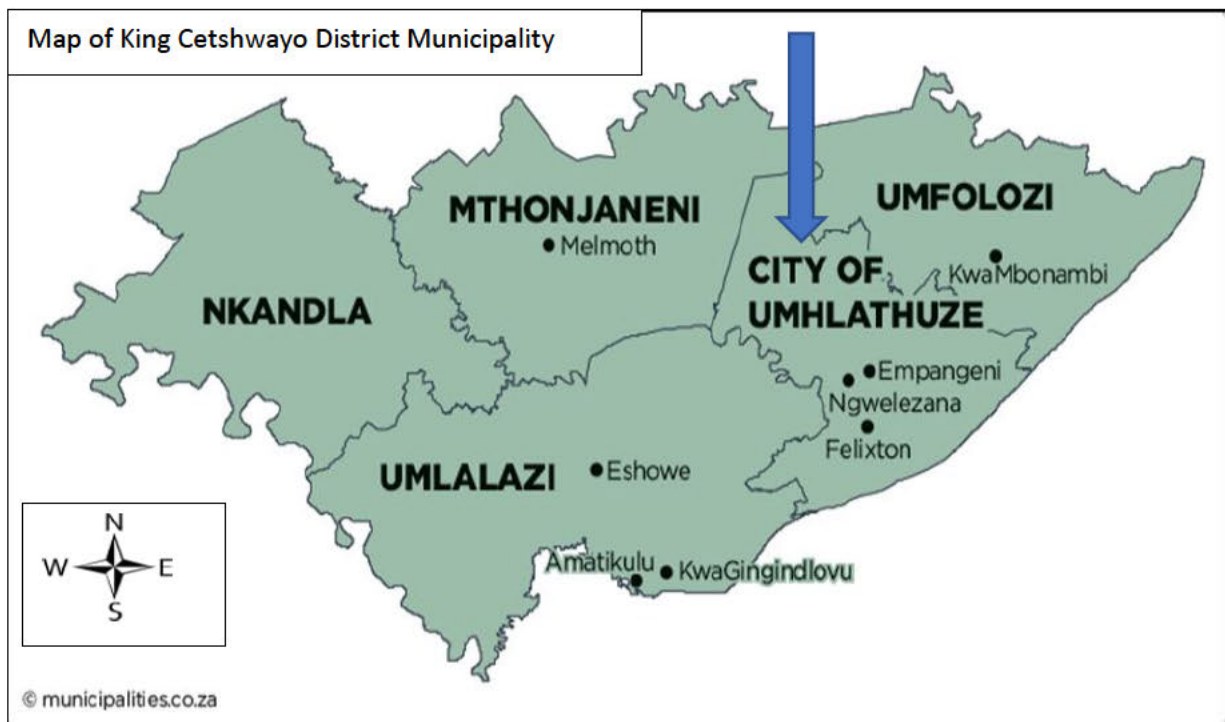 Map of King Cetshwayo District Municipality
UMFOLOZI
MTHONJANENI
Melmoth
CITY OF
UMHLATHUZE
KwaMbonambi
NKANDLA
Empangeni
Ngwelezana
Felixton
UMLALAZI
Eshowe
Amatikulu
KwaGingindlovu
N
W E
S
© municipalities.co.za